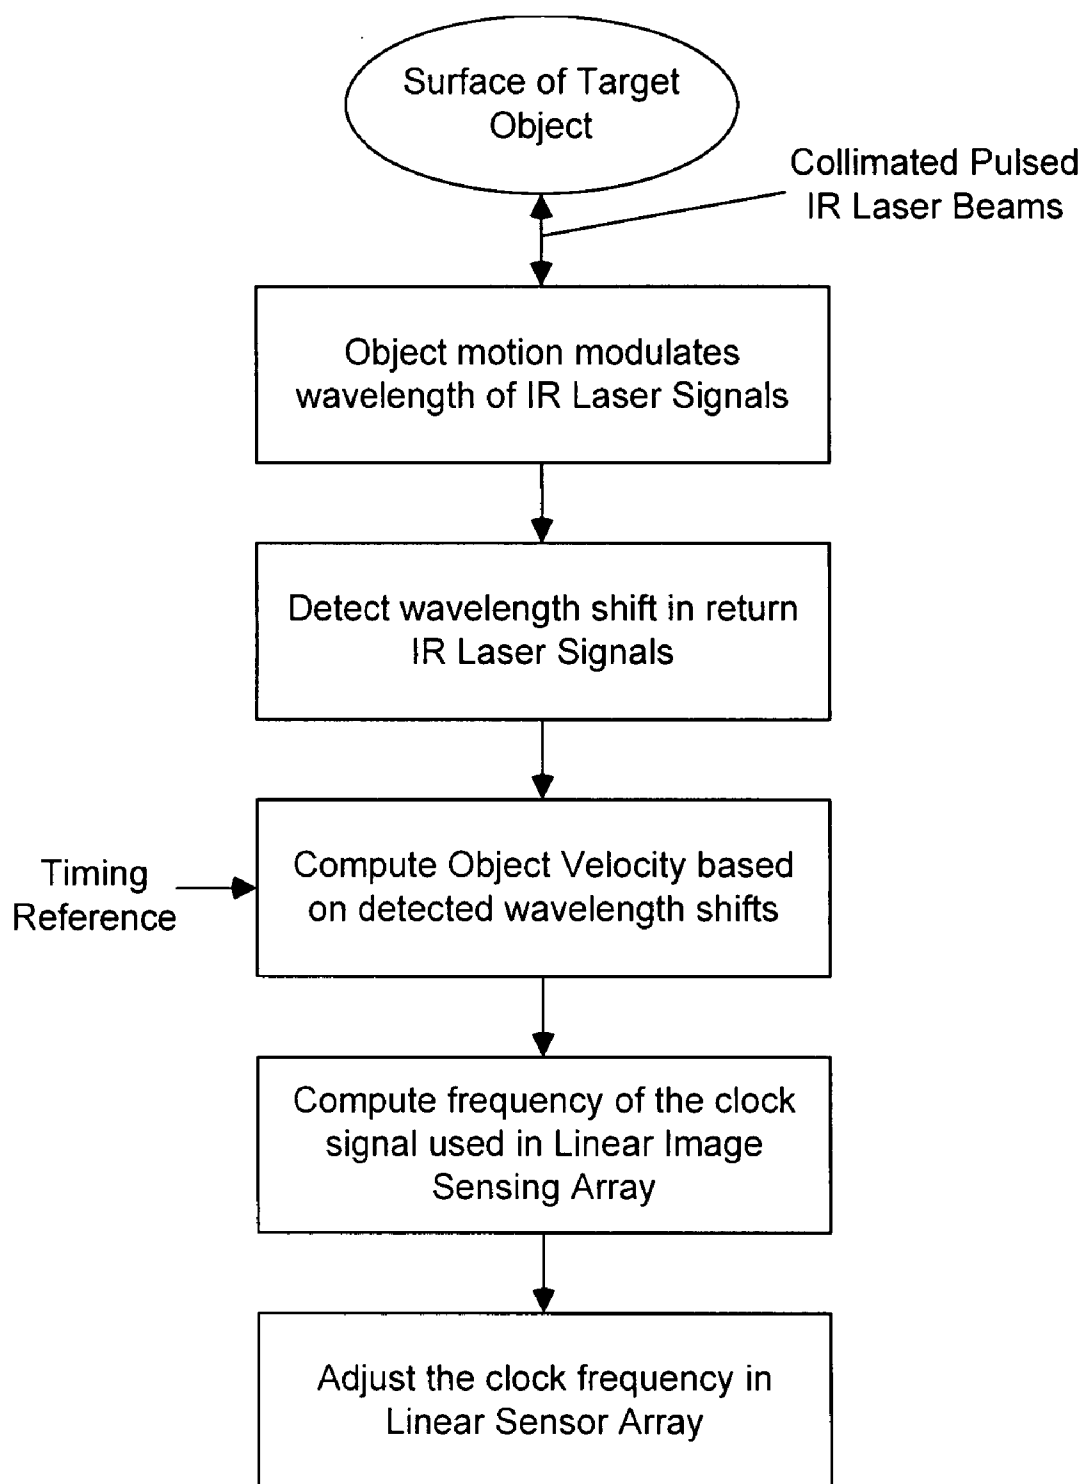 Surface of Target
Object
Collimated Pulsed
IR Laser Beams
Object motion modulates
wavelength of IR Laser Signals
Detect wavelength shift in return
IR Laser Signals
Timing
Reference
Compute Object Velocity based
on detected wavelength shifts
Compute frequency of the clock
signal used in Linear Image
Sensing Array
Adjust the clock frequency in
Linear Sensor Array